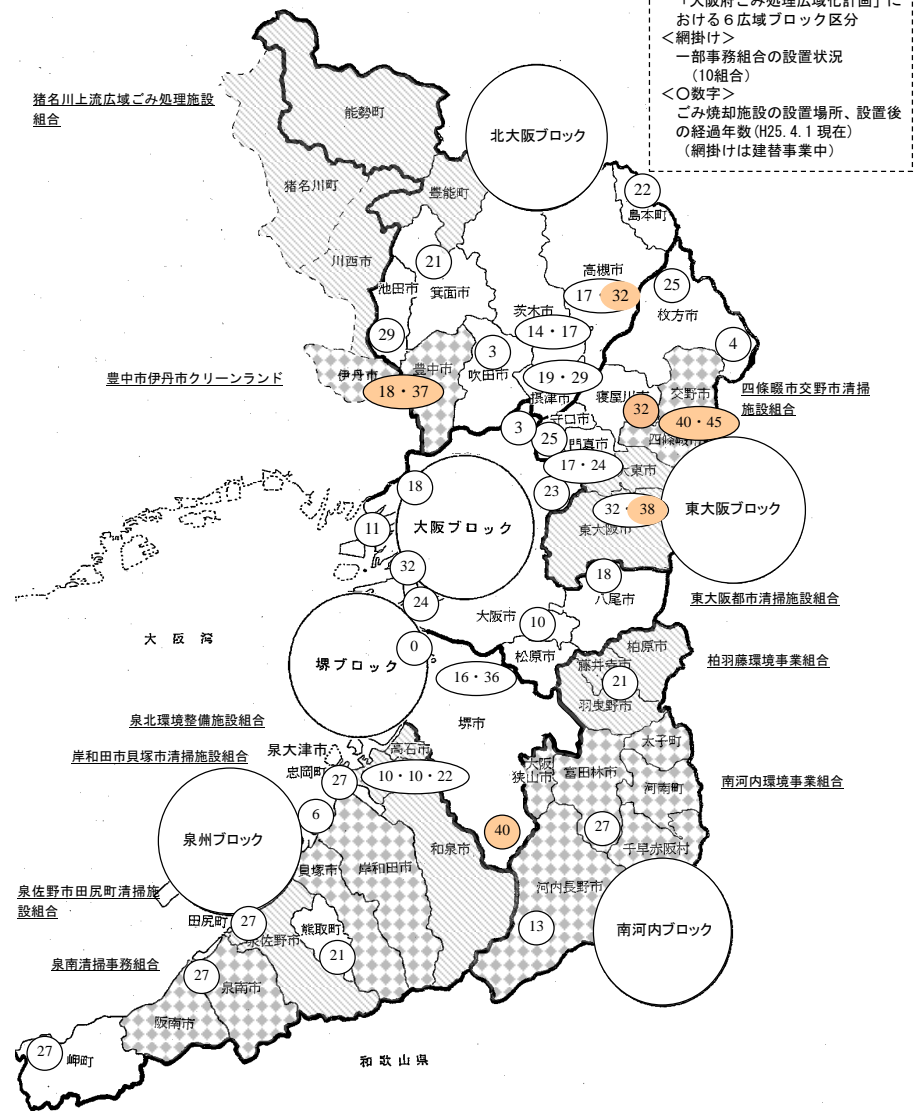 「大阪府ごみ処理広域化計画」に
おける6広域ブロック区分
＜網掛け＞
一部事務組合の設置状況
(10組合)
＜〇数字＞
ごみ焼却施設の設置場所、設置後
の経過年数(H25.4.1 現在)
（網掛けは建替事業中）
猪名川上流広域ごみ処理施設
組合
能勢町
北大阪ブロック
猪名川町
豊能町
22
島本町
川西市
21
高槻市
池田市
箕面市
17・32
25
茨木市
枚方市
14・17
29
3
4
豊中市伊丹市クリーンランド
伊丹市
豊中市
吹田市
19・29
摂津市
寝屋川市
交野市
四條畷市交野市清掃
施設組合
18・37
32
40・45
守口市
3
25
門真市
四條畷市
17・24
大東市
18
23
32・38
東大阪ブロック
大阪ブロック
11
東大阪市
32
18
八尾市
東大阪都市清掃施設組合
24
大阪市
10
大阪湾
0
松原市
柏原市
堺ブロック
藤井寺市
柏羽藤環境事業組合
16・36
21
羽曳野市
泉北環境整備施設組合
堺市
太子町
泉大津市
高石市
岸和田市貝塚市清掃施設組合
忠岡町
大阪
狭山市
富田林市
27
10・10・22
河南町
南河内環境事業組合
6
40
27
泉州ブロック
和泉市
千早赤阪村
貝塚市
岸和田市
河内長野市
泉佐野市田尻町清掃施
設組合
田尻町
27
熊取町
13
南河内ブロック
泉佐野市
21
泉南清掃事務組合
27
泉南市
阪南市
27
岬町
和歌山県